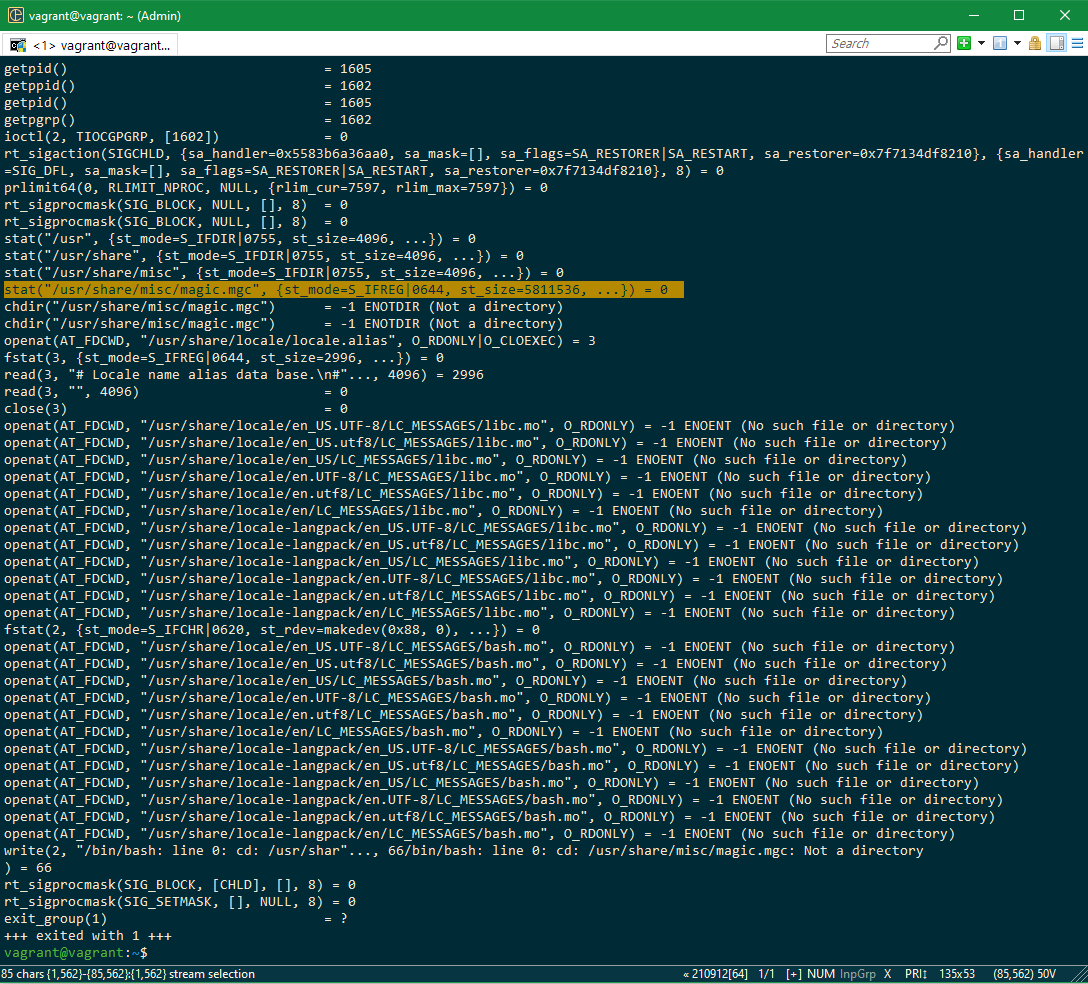 vagrant@vagrant: ~ (Admin)
<1> vagrant@vagrant...
Search
getpid() = 1605
getppid() = 1602
getpid() = 1605
getpgrp() = 1602
ioctl(2, TIOCGPGRP, [1602]) = 0
rt_sigaction(SIGCHLD, {sa_handler=0x5583b6a36aa0, sa_mask=[], sa_flags=SA_RESTORER|SA_RESTART, sa_restorer=0x7f7134df8210}, {sa_handler
=SIG_DFL, sa_mask=[], sa_flags=SA_RESTORER|SA_RESTART, sa_restorer=0x7f7134df8210}, 8) = 0
prlimit64(0, RLIMIT_NPROC, NULL, {rlim_cur=7597, rlim_max=7597}) = 0
rt_sigprocmask(SIG_BLOCK, NULL, [], 8) = 0
rt_sigprocmask(SIG_BLOCK, NULL, [], 8) = 0
stat("/usr", {st_mode=S_IFDIR|0755, st_size=4096, ...}) = 0
stat("/usr/share", {st_mode=S_IFDIR|0755, st_size=4096, ...}) = 0
stat("/usr/share/misc", {st_mode=S_IFDIR|0755, st_size=4096, ...}) = 0
stat("/usr/share/misc/magic.mgc", {st_mode=S_IFREG|0644, st_size=5811536, ...}) = 0
chdir("/usr/share/misc/magic.mgc") = -1 ENOTDIR (Not a directory)
chdir("/usr/share/misc/magic.mgc") = -1 ENOTDIR (Not a directory)
openat(AT_FDCWD, "/usr/share/locale/locale.alias", O_RDONLY|O_CLOEXEC) = 3
fstat(3, {st_mode=S_IFREG|0644, st_size=2996, ...}) = 0
read(3, "# Locale name alias data base.\n#"..., 4096) = 2996
read(3, "", 4096) = 0
close(3) = 0
openat(AT_FDCWD, "/usr/share/locale/en_US.UTF-8/LC_MESSAGES/libc.mo", O_RDONLY) = -1 ENOENT (No such file or directory)
openat(AT_FDCWD, "/usr/share/locale/en_US.utf8/LC_MESSAGES/libc.mo", O_RDONLY) = -1 ENOENT (No such file or directory)
openat(AT_FDCWD, "/usr/share/locale/en_US/LC_MESSAGES/libc.mo", O_RDONLY) = -1 ENOENT (No such file or directory)
openat(AT_FDCWD, "/usr/share/locale/en.UTF-8/LC_MESSAGES/libc.mo", O_RDONLY) = -1 ENOENT (No such file or directory)
openat(AT_FDCWD, "/usr/share/locale/en.utf8/LC_MESSAGES/libc.mo", O_RDONLY) = -1 ENOENT (No such file or directory)
openat(AT_FDCWD, "/usr/share/locale/en/LC_MESSAGES/libc.mo", O_RDONLY) = -1 ENOENT (No such file or directory)
openat(AT_FDCWD, "/usr/share/locale-langpack/en_US.UTF-8/LC_MESSAGES/libc.mo", O_RDONLY) = -1 ENOENT (No such file or directory)
openat(AT_FDCWD, "/usr/share/locale-langpack/en_US.utf8/LC_MESSAGES/libc.mo", O_RDONLY) = -1 ENOENT (No such file or directory)
openat(AT_FDCWD, "/usr/share/locale-langpack/en_US/LC_MESSAGES/libc.mo", O_RDONLY) = -1 ENOENT (No such file or directory)
openat(AT_FDCWD, "/usr/share/locale-langpack/en.UTF-8/LC_MESSAGES/libc.mo", O_RDONLY) = -1 ENOENT (No such file or directory)
openat(AT_FDCWD, "/usr/share/locale-langpack/en.utf8/LC_MESSAGES/libc.mo", O_RDONLY) = -1 ENOENT (No such file or directory)
openat(AT_FDCWD, "/usr/share/locale-langpack/en/LC_MESSAGES/libc.mo", O_RDONLY) = -1 ENOENT (No such file or directory)
fstat(2, {st_mode=S_IFCHR|0620, st_rdev=makedev(0x88, 0), ...}) = 0
openat(AT_FDCWD, "/usr/share/locale/en_US.UTF-8/LC_MESSAGES/bash.mo", O_RDONLY) = -1 ENOENT (No such file or directory)
openat(AT_FDCWD, "/usr/share/locale/en_US.utf8/LC_MESSAGES/bash.mo", O_RDONLY) = -1 ENOENT (No such file or directory)
openat(AT_FDCWD, "/usr/share/locale/en_US/LC_MESSAGES/bash.mo", O_RDONLY) = -1 ENOENT (No such file or directory)
openat(AT_FDCWD, "/usr/share/locale/en.UTF-8/LC_MESSAGES/bash.mo", O_RDONLY) = -1 ENOENT (No such file or directory)
openat(AT_FDCWD, "/usr/share/locale/en.utf8/LC_MESSAGES/bash.mo", O_RDONLY) = -1 ENOENT (No such file or directory)
openat(AT_FDCWD, "/usr/share/locale/en/LC_MESSAGES/bash.mo", O_RDONLY) = -1 ENOENT (No such file or directory)
openat(AT_FDCWD, "/usr/share/locale-langpack/en_US.UTF-8/LC_MESSAGES/bash.mo", O_RDONLY) = -1 ENOENT (No such file or directory)
openat(AT_FDCWD, "/usr/share/locale-langpack/en_US.utf8/LC_MESSAGES/bash.mo", O_RDONLY) = -1 ENOENT (No such file or directory)
openat(AT_FDCWD, "/usr/share/locale-langpack/en_US/LC_MESSAGES/bash.mo", O_RDONLY) = -1 ENOENT (No such file or directory)
openat(AT_FDCWD, "/usr/share/locale-langpack/en.UTF-8/LC_MESSAGES/bash.mo", O_RDONLY) = -1 ENOENT (No such file or directory)
openat(AT_FDCWD, "/usr/share/locale-langpack/en.utf8/LC_MESSAGES/bash.mo", O_RDONLY) = -1 ENOENT (No such file or directory)
openat(AT_FDCWD, "/usr/share/locale-langpack/en/LC_MESSAGES/bash.mo", O_RDONLY) = -1 ENOENT (No such file or directory)
write(2, "/bin/bash: line 0: cd: /usr/shar"..., 66/bin/bash: line 0: cd: /usr/share/misc/magic.mgc: Not a directory
) = 66
rt_sigprocmask(SIG_BLOCK, [CHLD], [], 8) = 0
rt_sigprocmask(SIG_SETMASK, [], NULL, 8) = 0
exit_group(1) = ?
+++ exited with 1 +++
vagrant@vagrant:~$
85 chars {1,562}-{85,562}:{1,562} stream selection « 210912[64] 1/1 [+] NUM InpGrp X PRI↕ 135x53 (85,562) 50V